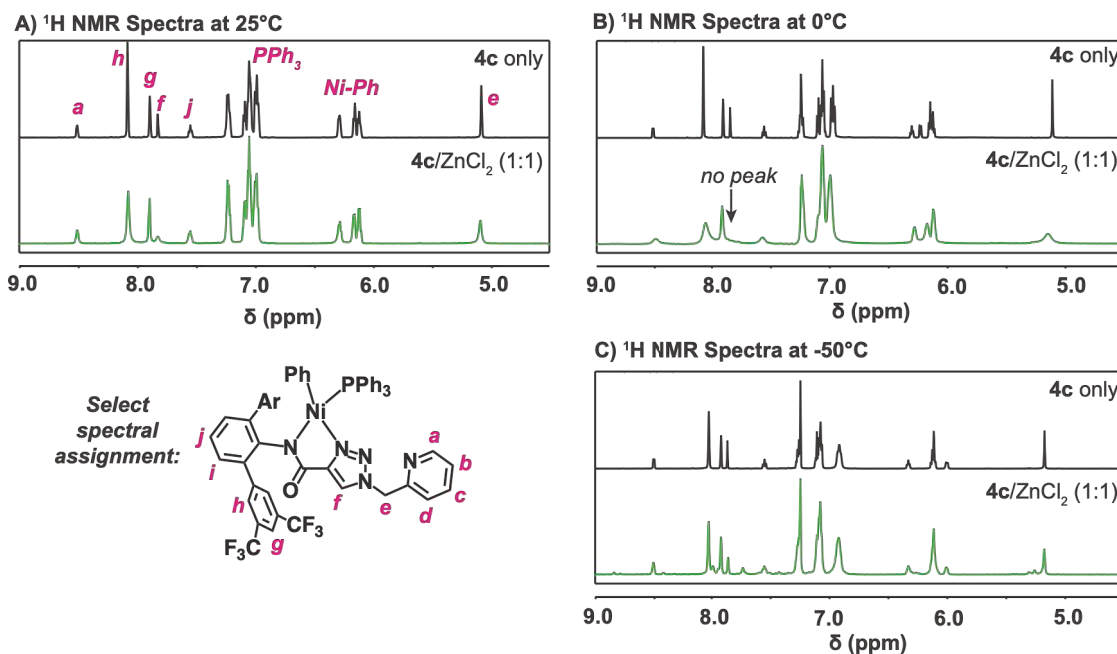 A) ¹H NMR Spectra at 25°C
4c only
h
g
PPh₃
Ni-Ph
a
f
j
e
4c/ZnCl₂ (1:1)
9.0 8.0 7.0 6.0 5.0
δ (ppm)
B) ¹H NMR Spectra at 0°C
4c only
4c/ZnCl₂ (1:1)
no peak
9.0 8.0 7.0 6.0 5.0
δ (ppm)
Select
spectral
assignment:
Ph
PPh₃
Ar
Ni
j
N
N
N
a
i
N
N
b
O
f
e
c
h
d
CF₃
F₃C
g
C) ¹H NMR Spectra at -50°C
4c only
4c/ZnCl₂ (1:1)
9.0 8.0 7.0 6.0 5.0
δ (ppm)